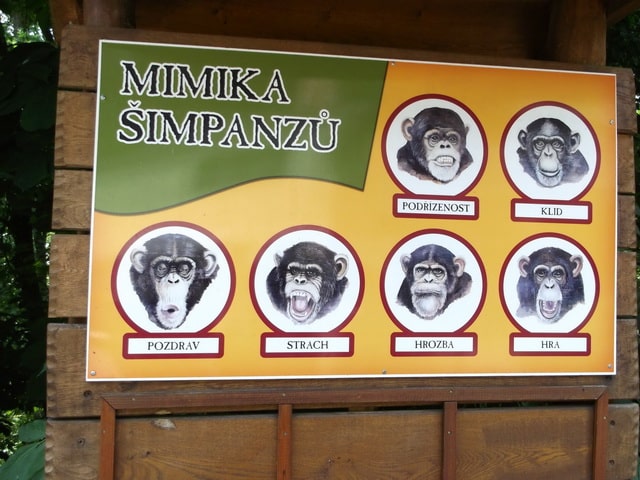 MIMIKA
ŠIMPANZŮ
PODŘÍZENOST
KLID
POZDRAV
STRACH
HROZBA
HRA